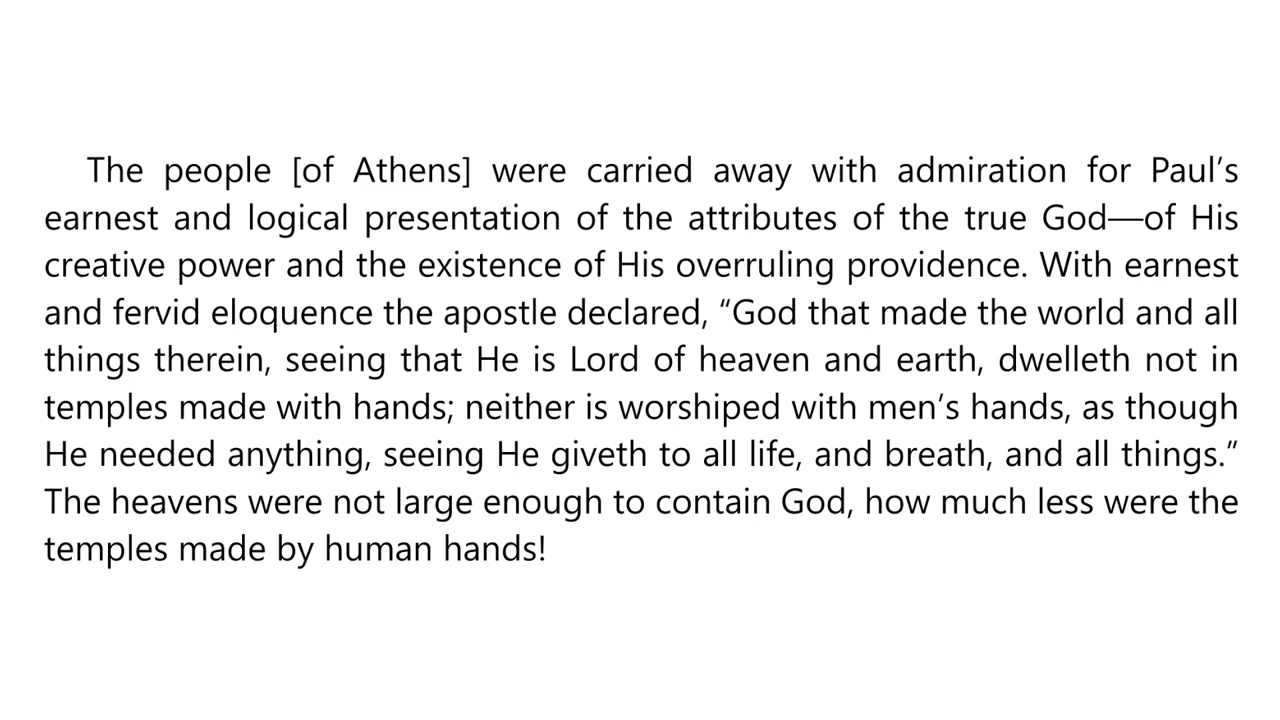 The people [of Athens] were carried away with admiration for Paul’s
earnest and logical presentation of the attributes of the true God—of His
creative power and the existence of His overruling providence. With earnest
and fervid eloquence the apostle declared, “God that made the world and all
things therein, seeing that He is Lord of heaven and earth, dwelleth not in
temples made with hands; neither is worshiped with men’s hands, as though
He needed anything, seeing He giveth to all life, and breath, and all things.”
The heavens were not large enough to contain God, how much less were the
temples made by human hands!